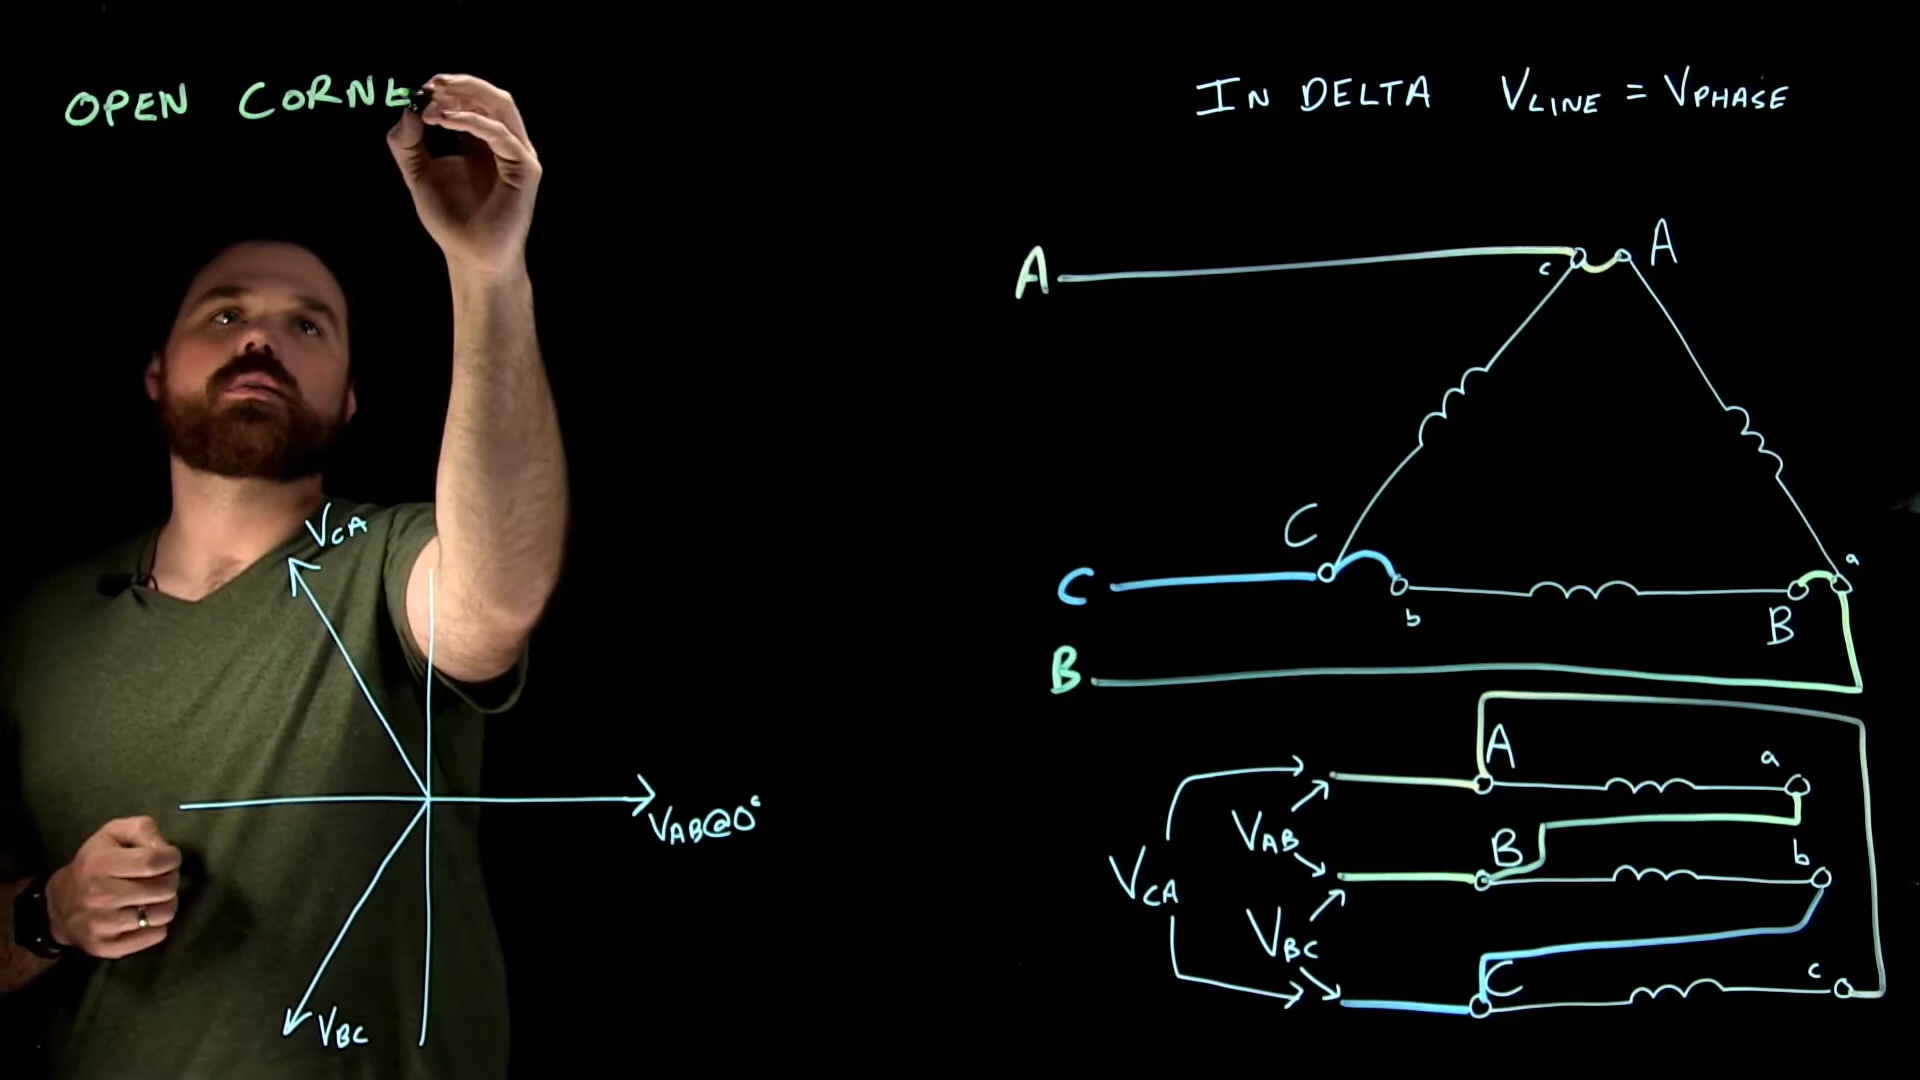 OPEN CORNE
IN DELTA VLINE = VPHASE
A
c
A
C
C
b
a
B
B
VCA
VAB@0°
VBC
A
a
VAB
B
b
VCA
VBC
C
c